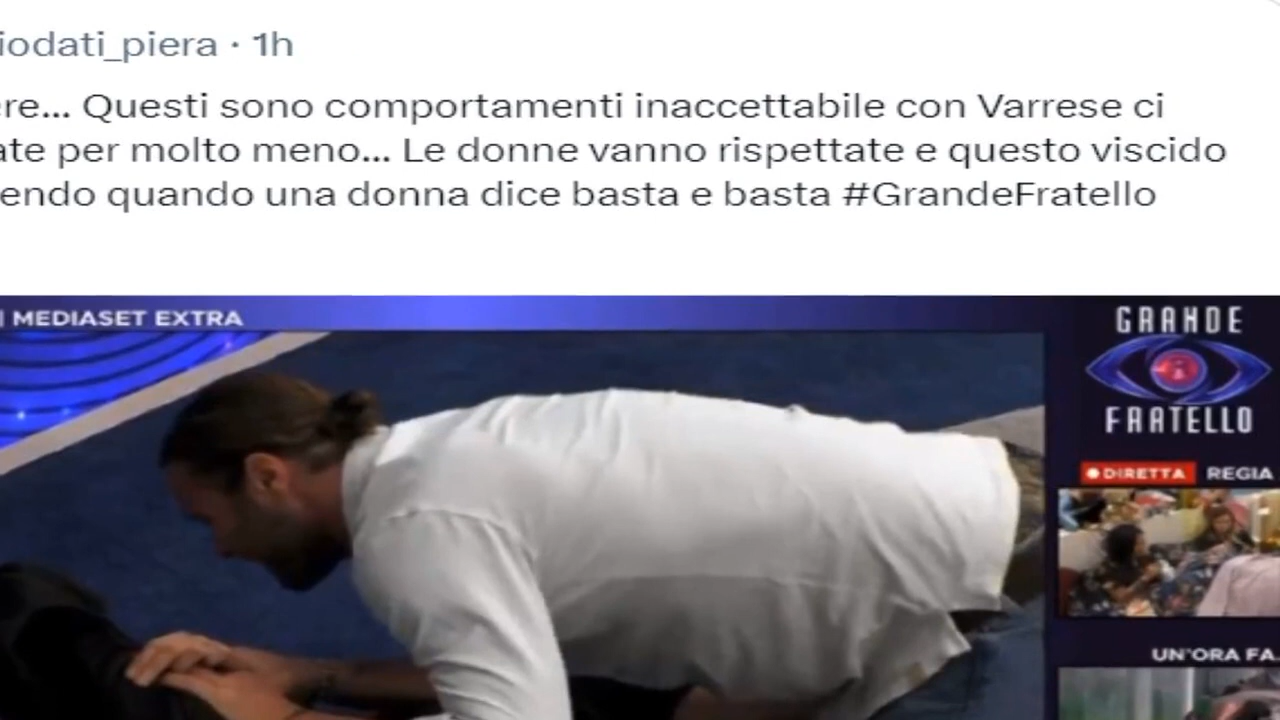 iodati_piera · 1h
ere... Questi sono comportamenti inaccettabile con Varrese ci
ate per molto meno... Le donne vanno rispettate e questo viscido
endo quando una donna dice basta e basta #GrandeFratello
| MEDIASET EXTRA
GRANDE
FRATELLO
DIRETTA REGIA
UN'ORA FA